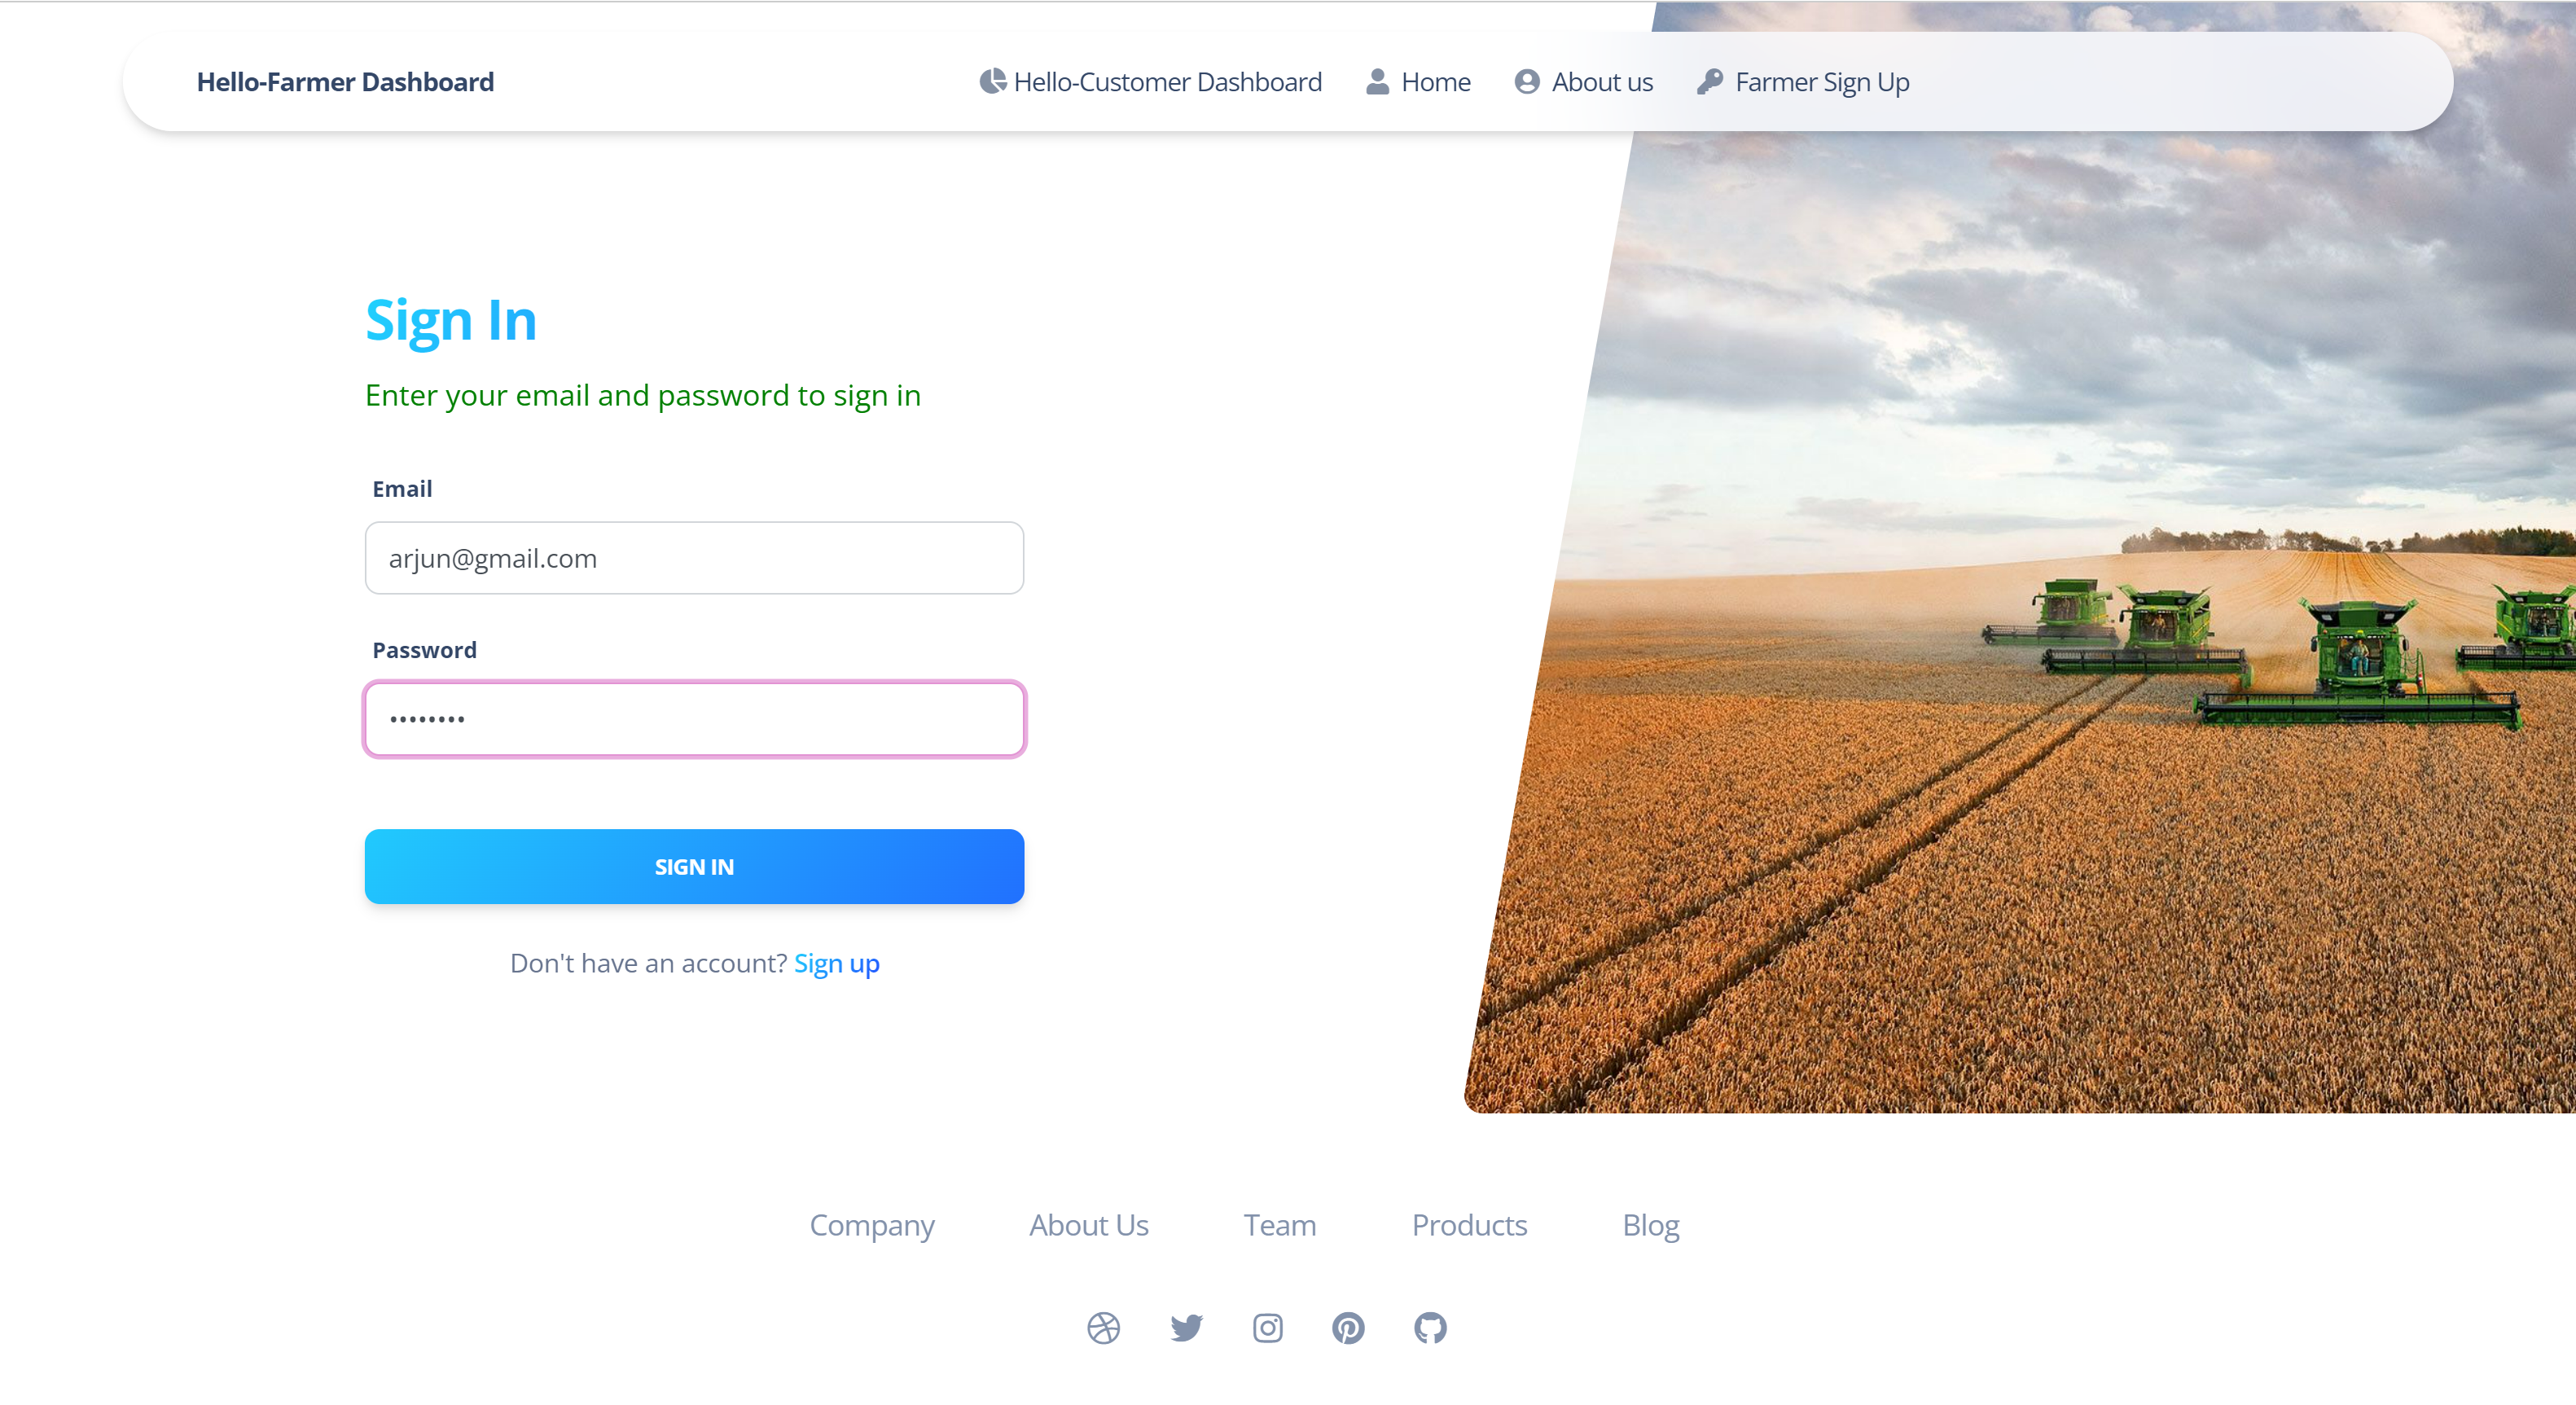 Hello-Farmer Dashboard
Hello-Customer Dashboard
Home
About us
Farmer Sign Up
Sign In
Enter your email and password to sign in
Email
arjun@gmail.com
Password
••••••••
SIGN IN
Don't have an account? Sign up
Company
About Us
Team
Products
Blog